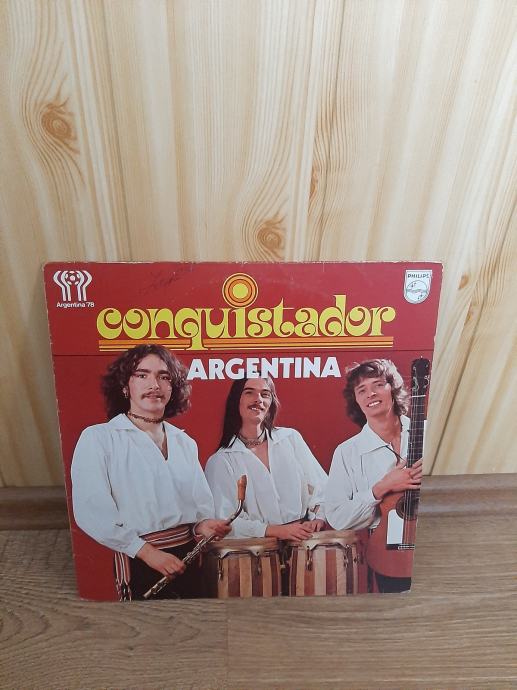 Argentina '78
PHILIPS
conquistador
ARGENTINA